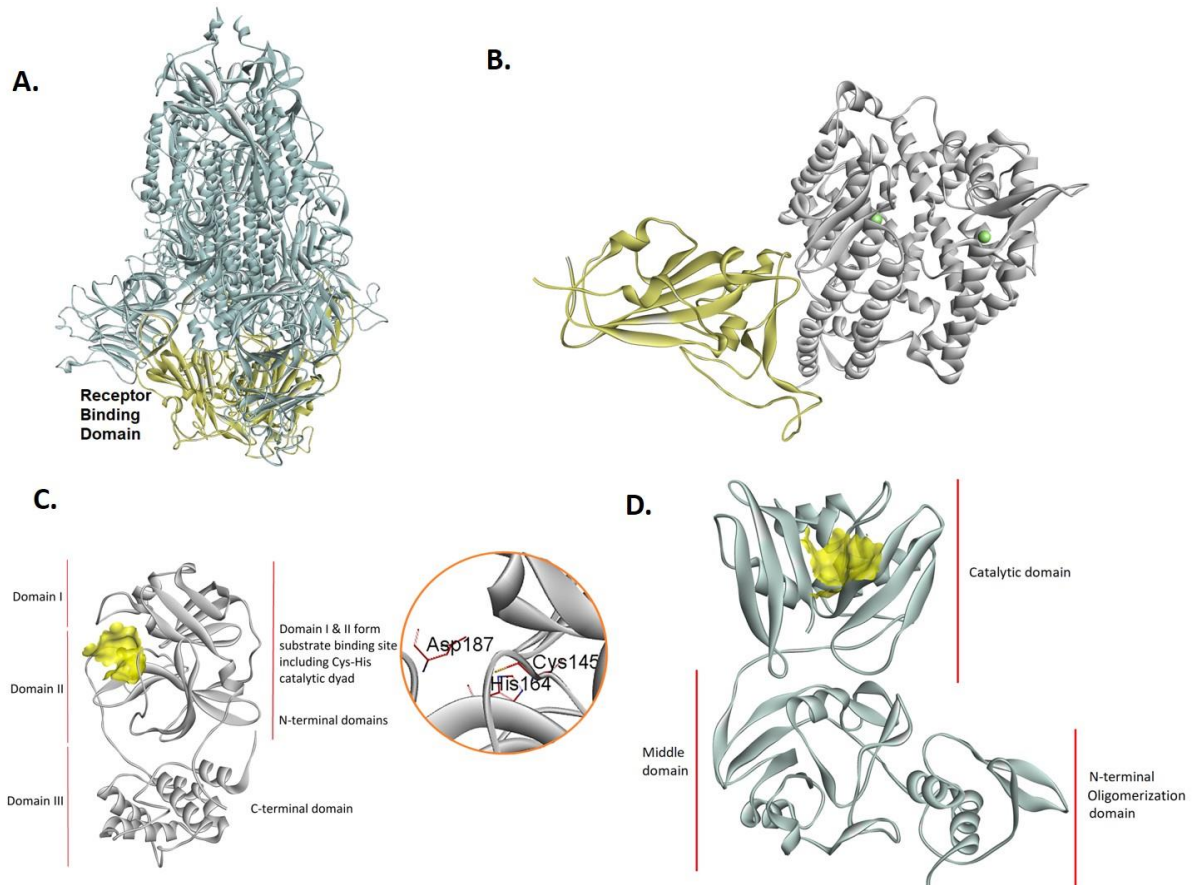 A.
Receptor
Binding
Domain
B.
C.
Domain I
Domain II
Domain III
Domain I & II form
substrate binding site
including Cys-His
catalytic dyad
N-terminal domains
C-terminal domain
Asp187
Cys145
His164
D.
Catalytic domain
Middle
domain
N-terminal
Oligomerization
domain